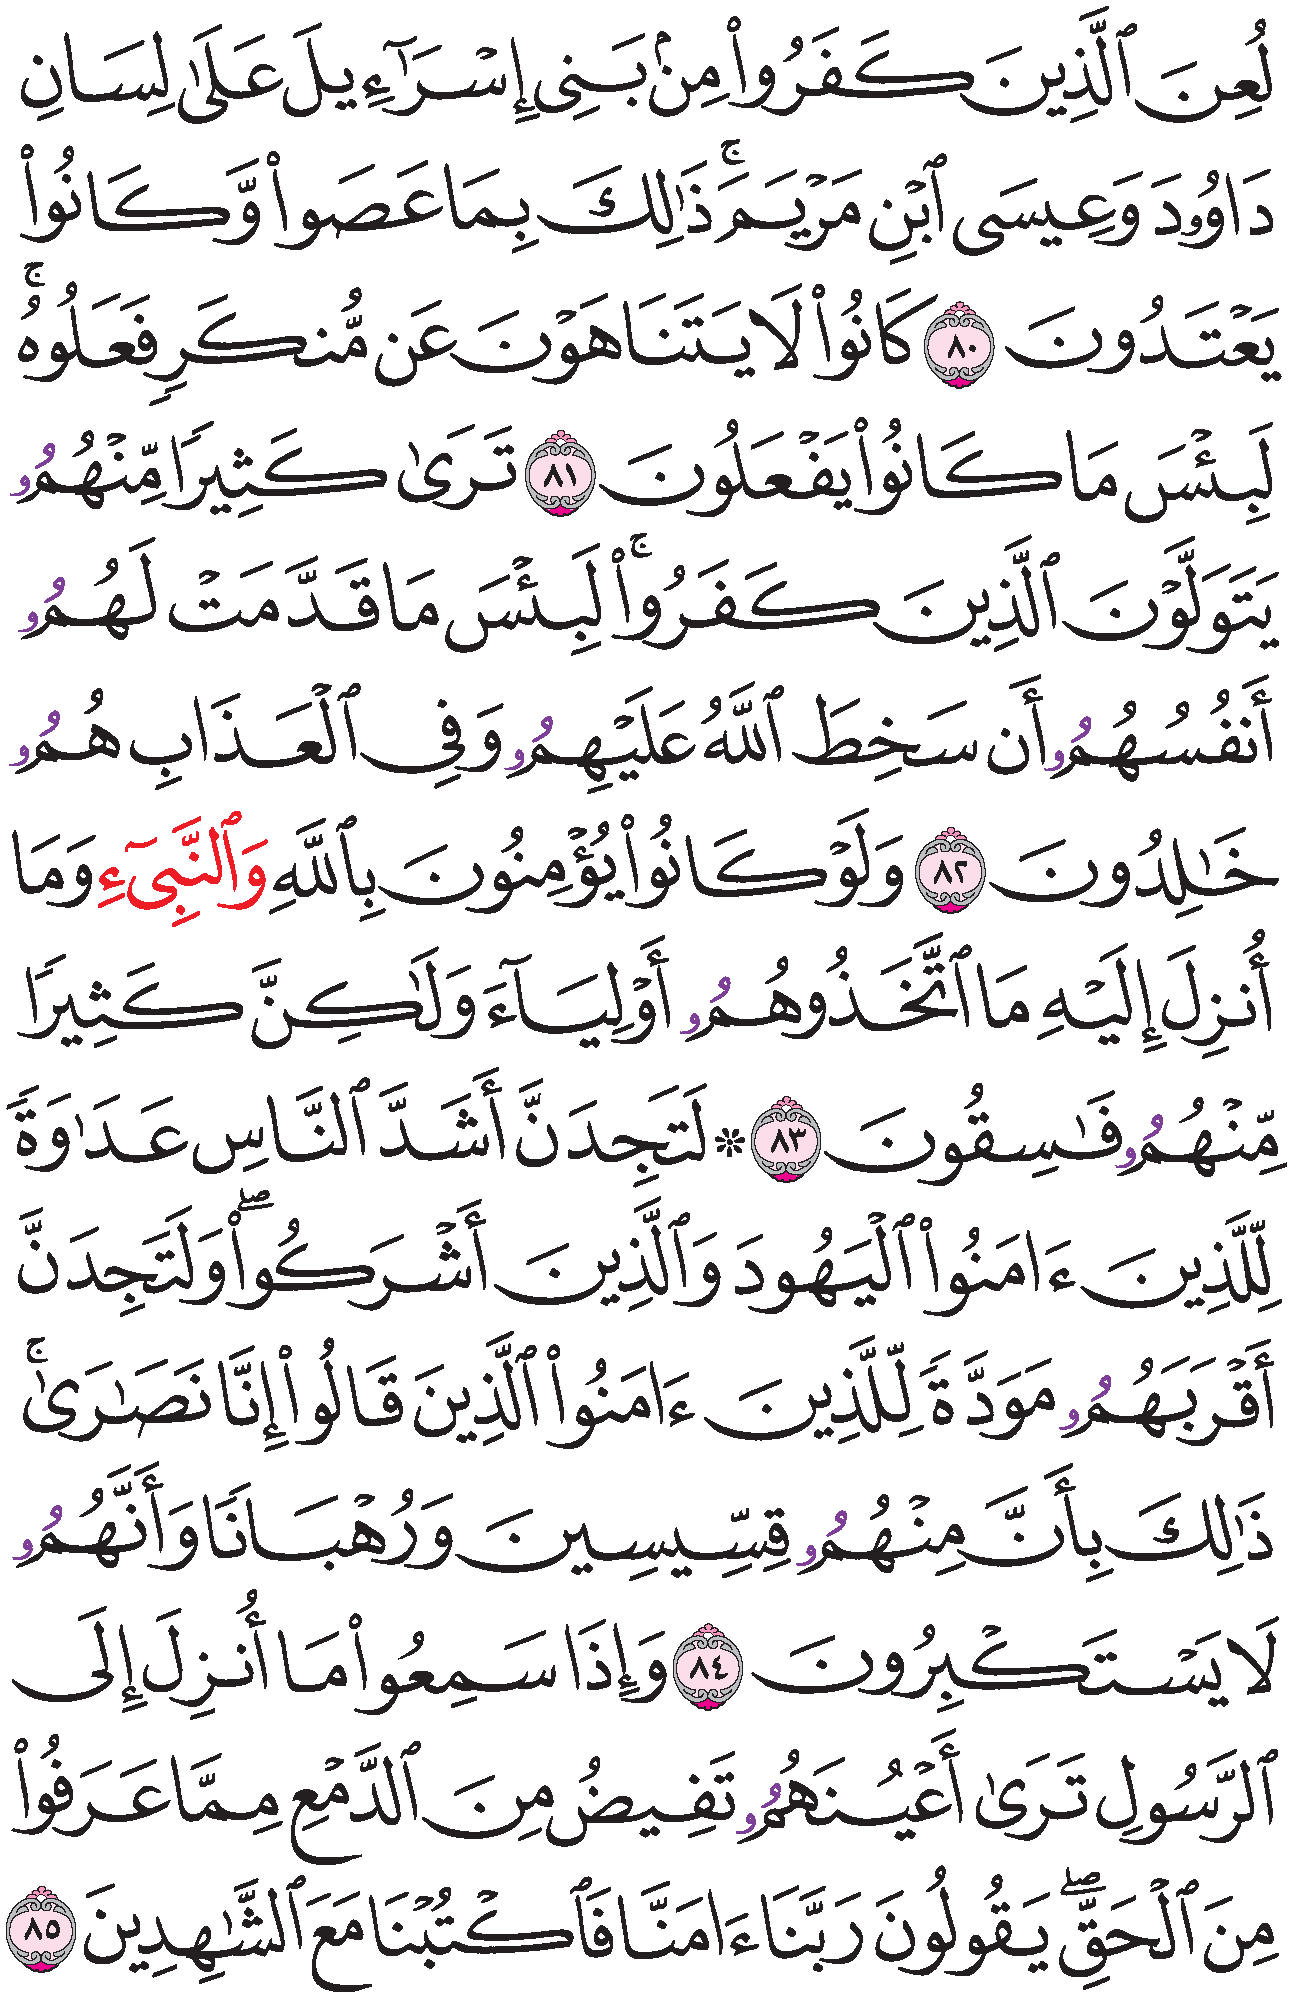 لُعِنَ ٱلَّذِينَ كَفَرُوا۟ مِنۢ بَنِى إِسْرَٰٓءِيلَ عَلَىٰ لِسَانِ
دَاوُۥدَ وَعِيسَى ٱبْنِ مَرْيَمَ ۚ ذَٰلِكَ بِمَا عَصَوا۟ وَّكَانُوا۟
يَعْتَدُونَ ٨٠ كَانُوا۟ لَا يَتَنَاهَوْنَ عَن مُّنكَرٍ فَعَلُوهُ ۚ
لَبِئْسَ مَا كَانُوا۟ يَفْعَلُونَ ٨١ تَرَىٰ كَثِيرًا مِّنْهُمُۥ
يَتَوَلَّوْنَ ٱلَّذِينَ كَفَرُوا۟ ۚ لَبِئْسَ مَا قَدَّمَتْ لَهُمُۥ
أَنفُسُهُمُۥ أَن سَخِطَ ٱللَّهُ عَلَيْهِمُۥ وَفِى ٱلْعَذَابِ هُمُۥ
خَٰلِدُونَ ٨٢ وَلَوْ كَانُوا۟ يُؤْمِنُونَ بِٱللَّهِ وَٱلنَّبِىٓءِ وَمَا
أُنزِلَ إِلَيْهِ مَا ٱتَّخَذُوهُمُۥ أَوْلِيَآءَ وَلَٰكِنَّ كَثِيرًا
مِّنْهُمُۥ فَٰسِقُونَ ٨٣ ۞ لَتَجِدَنَّ أَشَدَّ ٱلنَّاسِ عَدَٰوَةً
لِّلَّذِينَ ءَامَنُوا۟ ٱلْيَهُودَ وَٱلَّذِينَ أَشْرَكُوا۟ ۖ وَلَتَجِدَنَّ
أَقْرَبَهُمُۥ مَوَدَّةً لِّلَّذِينَ ءَامَنُوا۟ ٱلَّذِينَ قَالُوا۟ إِنَّا نَصَٰرَىٰ ۚ
ذَٰلِكَ بِأَنَّ مِنْهُمُۥ قِسِّيسِينَ وَرُهْبَانًا وَأَنَّهُمُۥ
لَا يَسْتَكْبِرُونَ ٨٤ وَإِذَا سَمِعُوا۟ مَا أُنزِلَ إِلَى
ٱلرَّسُولِ تَرَىٰ أَعْيُنَهُمُۥ تَفِيضُ مِنَ ٱلدَّمْعِ مِمَّا عَرَفُوا۟
مِنَ ٱلْحَقِّ ۖ يَقُولُونَ رَبَّنَا ءَامَنَّا فَٱكْتُبْنَا مَعَ ٱلشَّٰهِدِينَ ٨٥